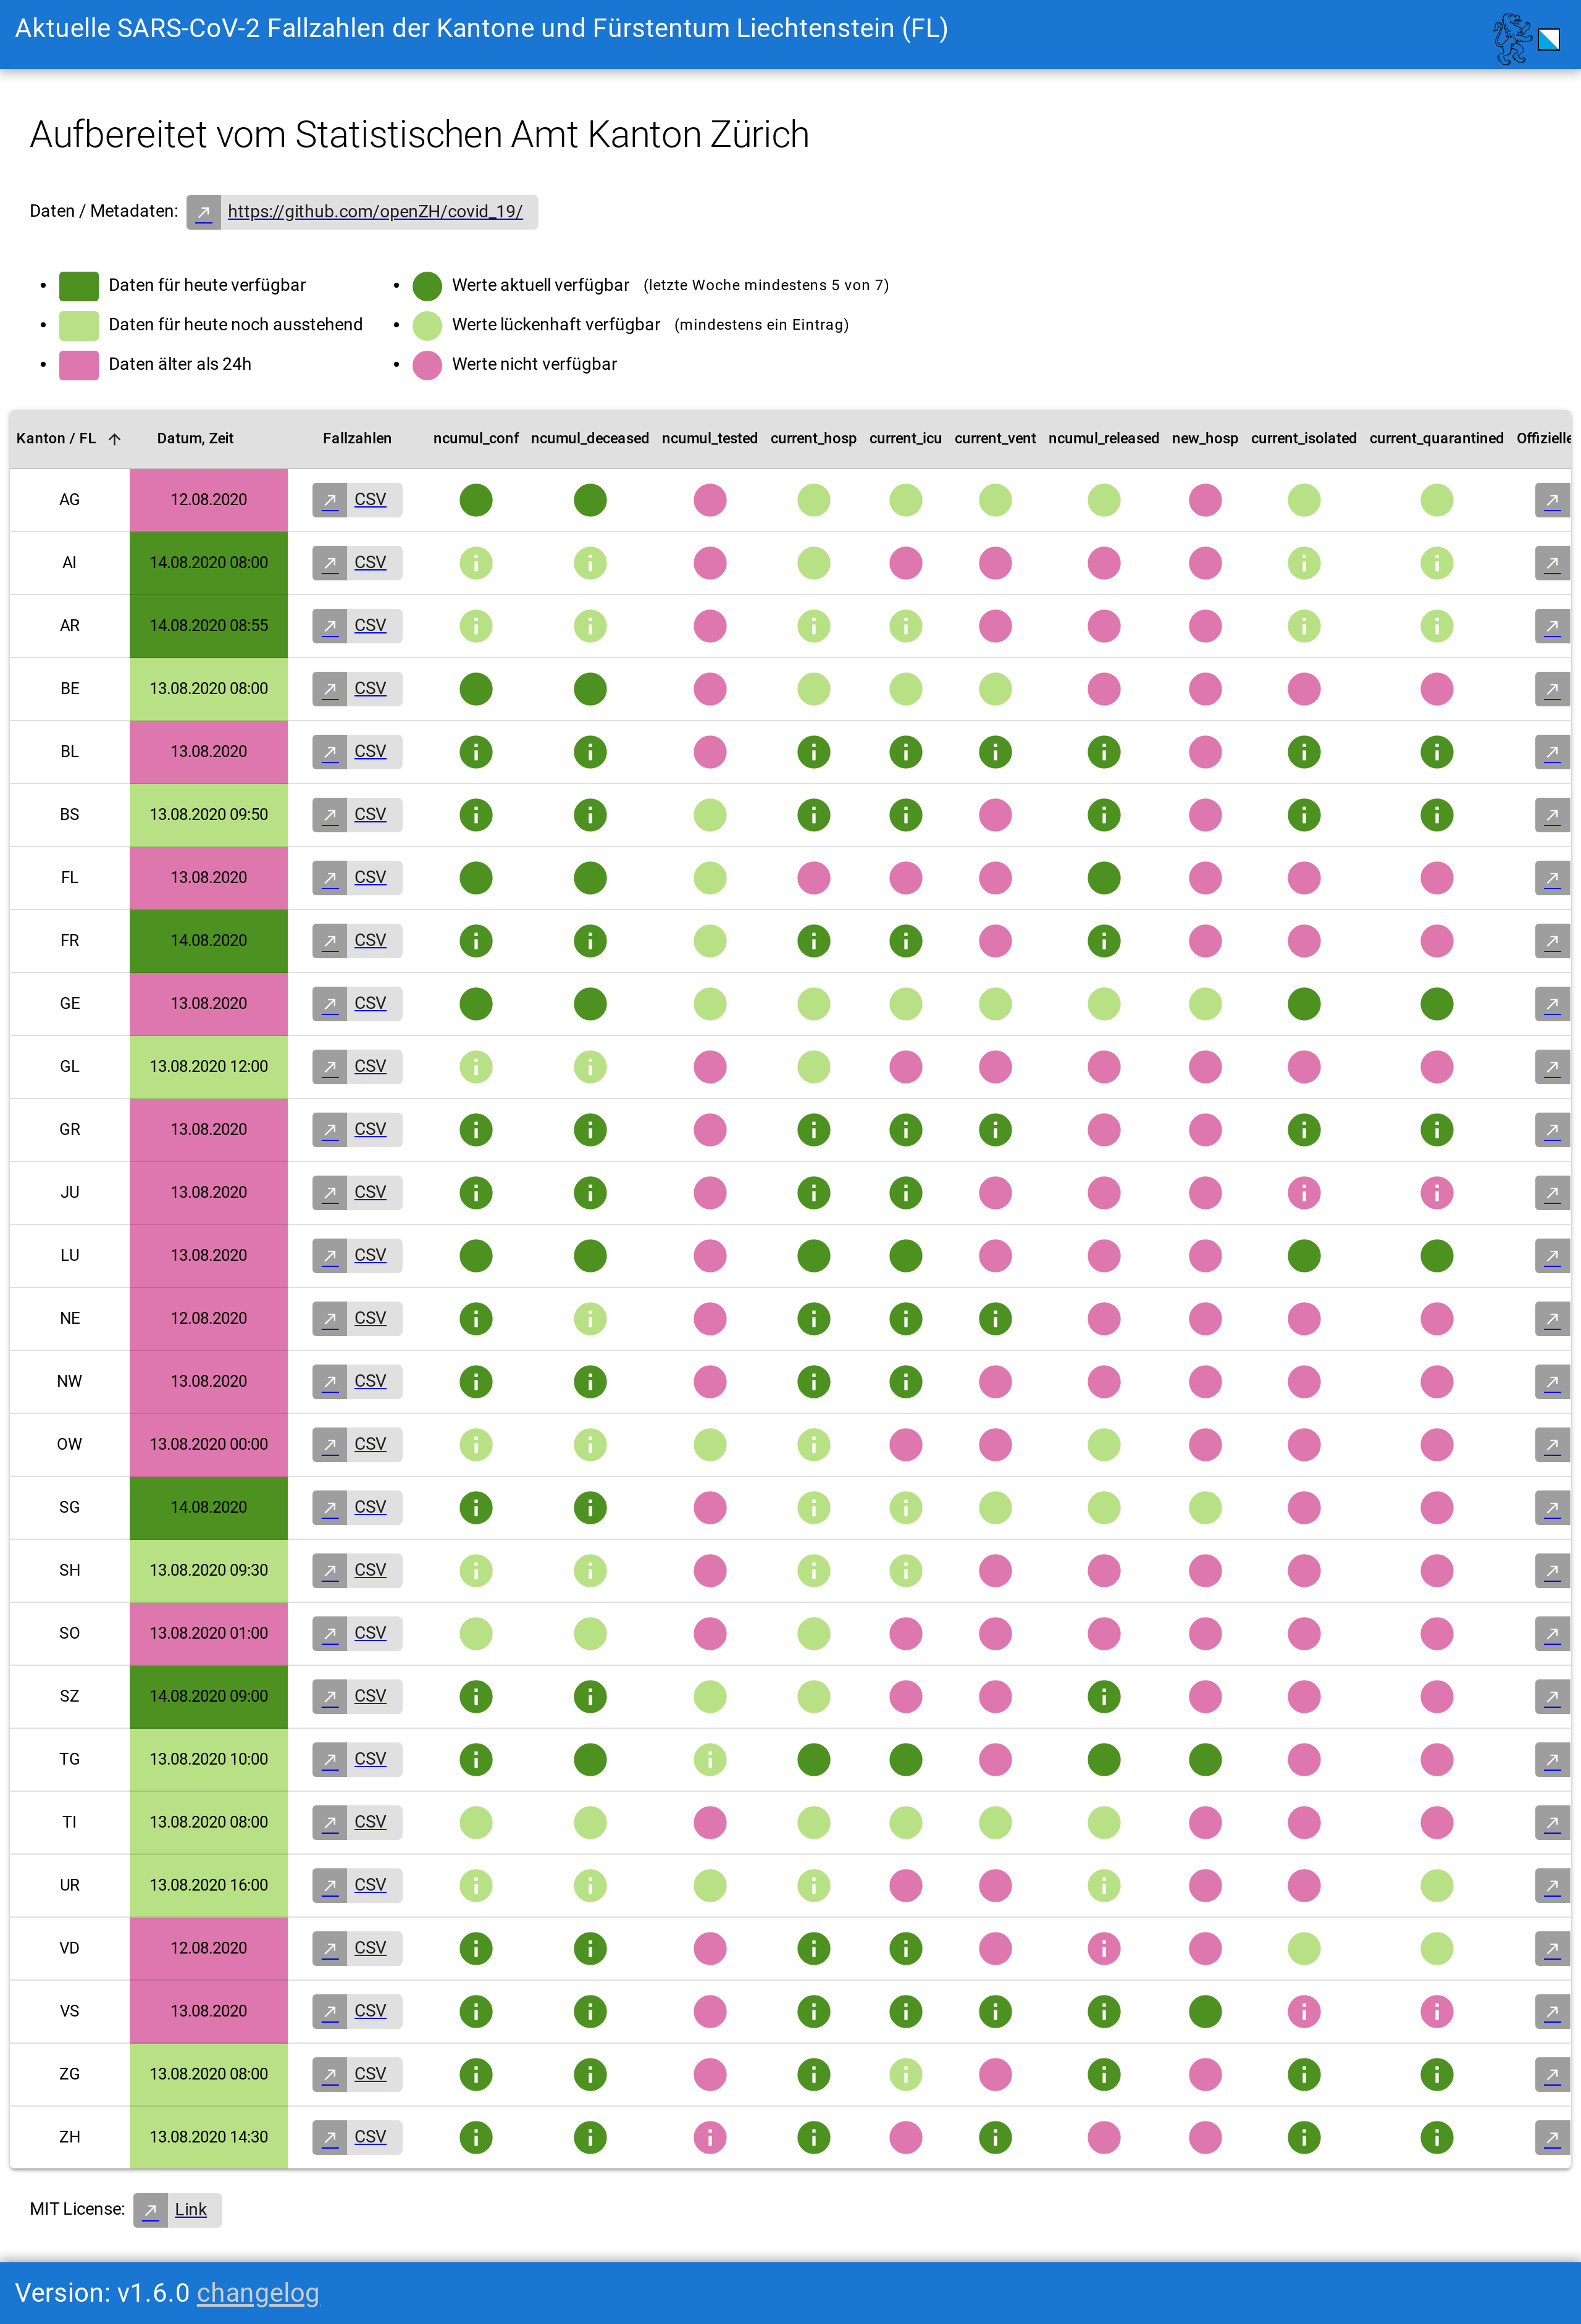 Aktuelle SARS-CoV-2 Fallzahlen der Kantone und Fürstentum Liechtenstein (FL)
Aufbereitet vom Statistischen Amt Kanton Zürich
Daten / Metadaten: https://github.com/openZH/covid_19/
Daten für heute verfügbar
Daten für heute noch ausstehend
Daten älter als 24h
Werte aktuell verfügbar (letzte Woche mindestens 5 von 7)
Werte lückenhaft verfügbar (mindestens ein Eintrag)
Werte nicht verfügbar
Kanton / FL Datum, Zeit Fallzahlen ncumul_conf ncumul_deceased ncumul_tested current_hosp current_icu current_vent ncumul_released new_hosp current_isolated current_quarantined Offizielle
AG 12.08.2020 CSV
AI 14.08.2020 08:00 CSV
AR 14.08.2020 08:55 CSV
BE 13.08.2020 08:00 CSV
BL 13.08.2020 CSV
BS 13.08.2020 09:50 CSV
FL 13.08.2020 CSV
FR 14.08.2020 CSV
GE 13.08.2020 CSV
GL 13.08.2020 12:00 CSV
GR 13.08.2020 CSV
JU 13.08.2020 CSV
LU 13.08.2020 CSV
NE 12.08.2020 CSV
NW 13.08.2020 CSV
OW 13.08.2020 00:00 CSV
SG 14.08.2020 CSV
SH 13.08.2020 09:30 CSV
SO 13.08.2020 01:00 CSV
SZ 14.08.2020 09:00 CSV
TG 13.08.2020 10:00 CSV
TI 13.08.2020 08:00 CSV
UR 13.08.2020 16:00 CSV
VD 12.08.2020 CSV
VS 13.08.2020 CSV
ZG 13.08.2020 08:00 CSV
ZH 13.08.2020 14:30 CSV
MIT License: Link
Version: v1.6.0 changelog